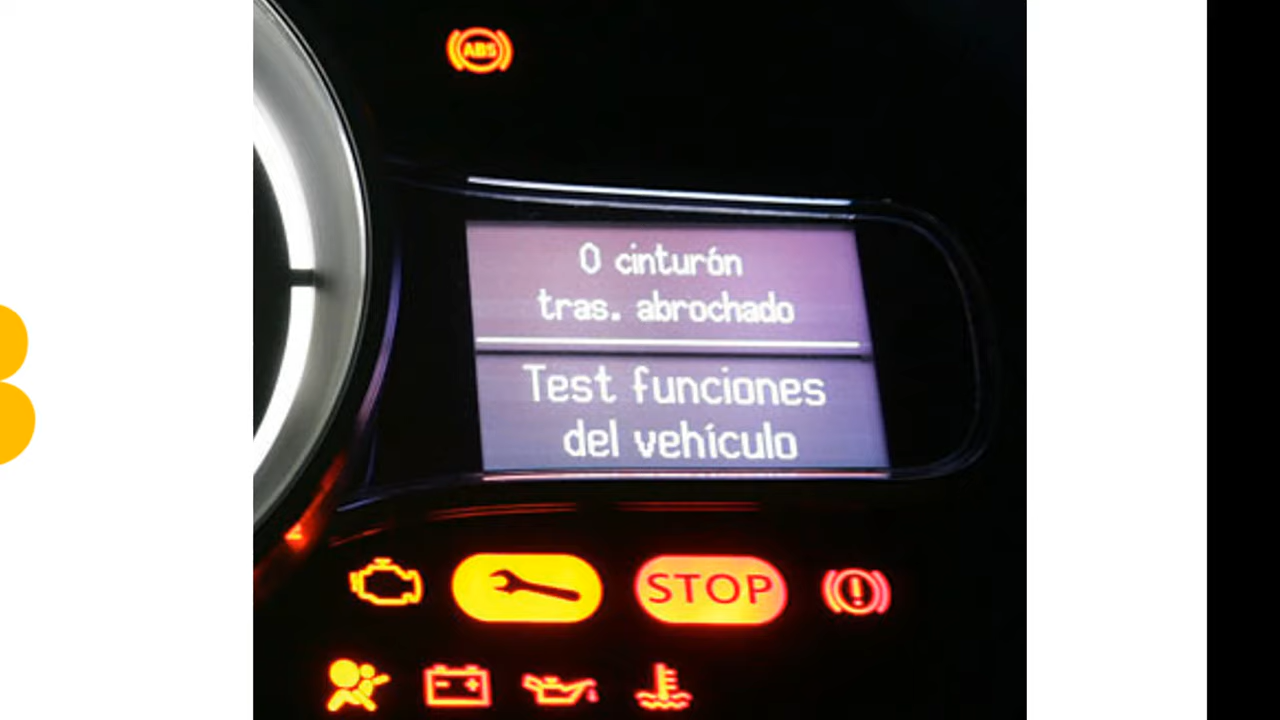 ABS
0 cinturón
tras. abrochado
Test funciones
del vehículo
STOP